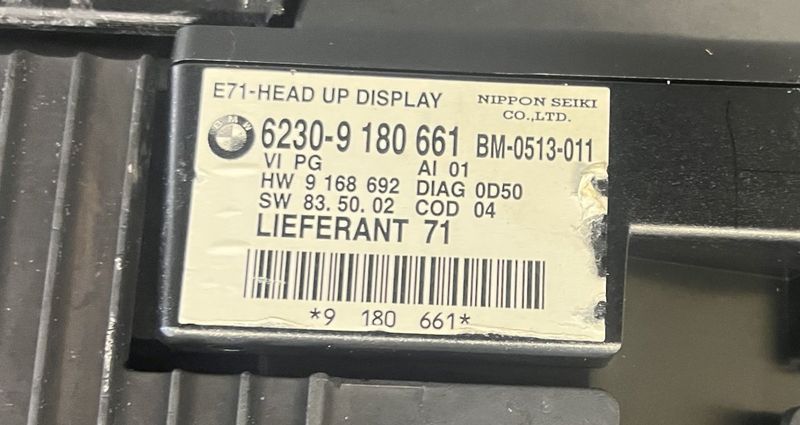 E71-HEAD UP DISPLAY NIPPON SEIKI
CO.,LTD.
BMW 6230-9 180 661 BM-0513-011
VI PG AI 01
HW 9 168 692 DIAG 0D50
SW 83.50.02 COD 04
LIEFERANT 71
*9 180 661*